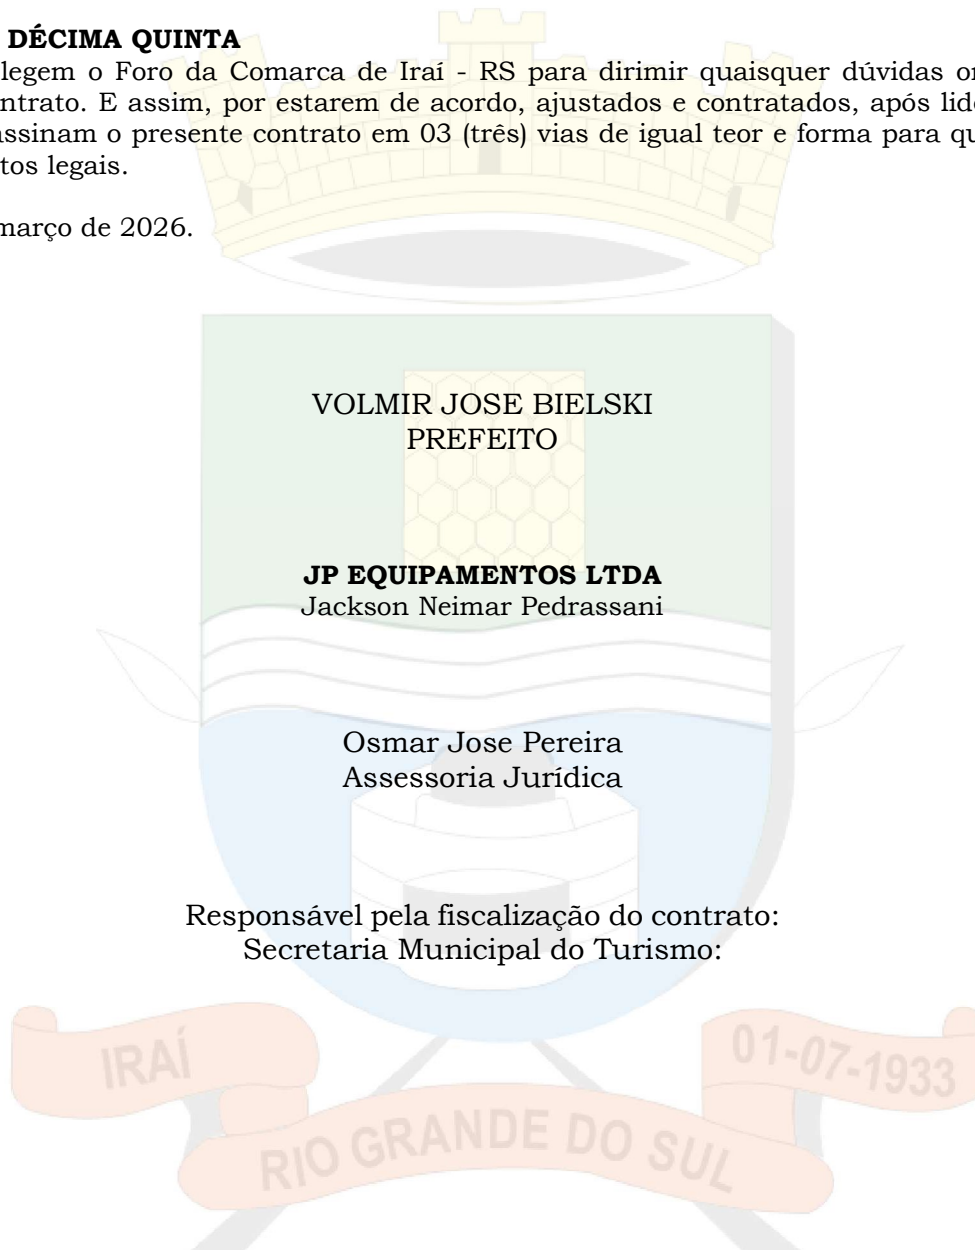 DÉCIMA QUINTA
legem o Foro da Comarca de Iraí - RS para dirimir quaisquer dúvidas or
ntrato. E assim, por estarem de acordo, ajustados e contratados, após lid
assinam o presente contrato em 03 (três) vias de igual teor e forma para qu
tos legais.
março de 2026.
VOLMIR JOSE BIELSKI
PREFEITO
JP EQUIPAMENTOS LTDA
Jackson Neimar Pedrassani
Osmar Jose Pereira
Assessoria Jurídica
Responsável pela fiscalização do contrato:
Secretaria Municipal do Turismo:
IRAÍ
01-07-1933
RIO GRANDE DO SUL